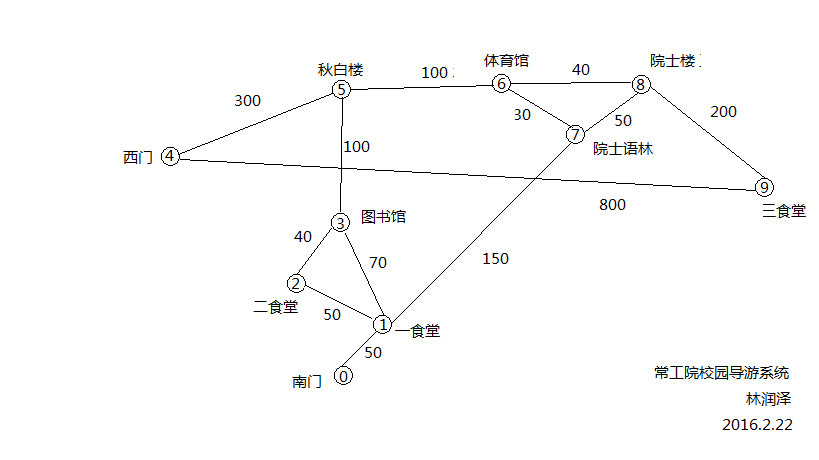 体育馆
院士楼
秋白楼
100
40
6
8
5
300
30
50
200
7
院士语林
西门
4
100
9
800
三食堂
3
图书馆
40
70
150
2
二食堂
50
1
一食堂
50
南门
0
常工院校园导游系统
林润泽
2016.2.22